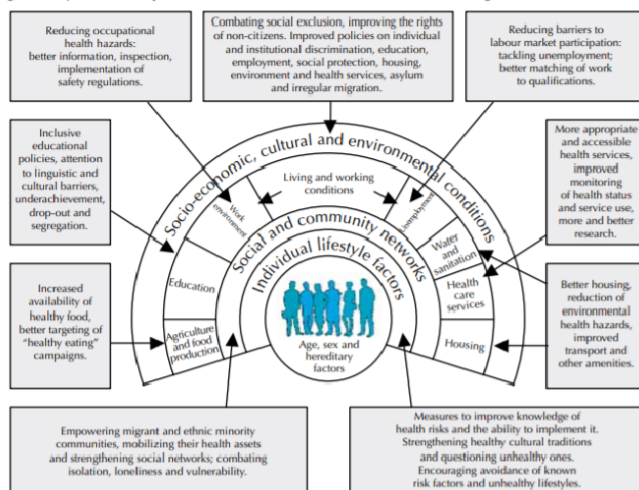 Reducing occupational
health hazards:
better information, inspection,
implementation of
safety regulations.
Combating social exclusion, improving the rights
of non-citizens. Improved policies on individual
and institutional discrimination, education,
employment, social protection, housing,
environment and health services, asylum
and irregular migration.
Reducing barriers to
labour market participation:
tackling unemployment;
better matching of work
to qualifications.
Inclusive
educational
policies, attention
to linguistic and
cultural barriers,
underachievement,
drop-out and
segregation.
More appropriate
and accessible
health services,
improved
monitoring
of health status
and service use,
more and better
research.
Socio-economic, cultural and environmental conditions
Living and working
conditions
Work
environment
Unemployment
Social and community networks
Water
and
sanitation
Individual lifestyle factors
Education
Health
care
services
Increased
availability of
healthy food,
better targeting of
"healthy eating"
campaigns.
Better housing,
reduction of
environmental
health hazards,
improved
transport and
other amenities.
Agriculture
and food
production
Age, sex and
hereditary
factors
Housing
Empowering migrant and ethnic minority
communities, mobilizing their health assets
and strengthening social networks; combating
isolation, loneliness and vulnerability.
Measures to improve knowledge of
health risks and the ability to implement it.
Strengthening healthy cultural traditions
and questioning unhealthy ones.
Encouraging avoidance of known
risk factors and unhealthy lifestyles.